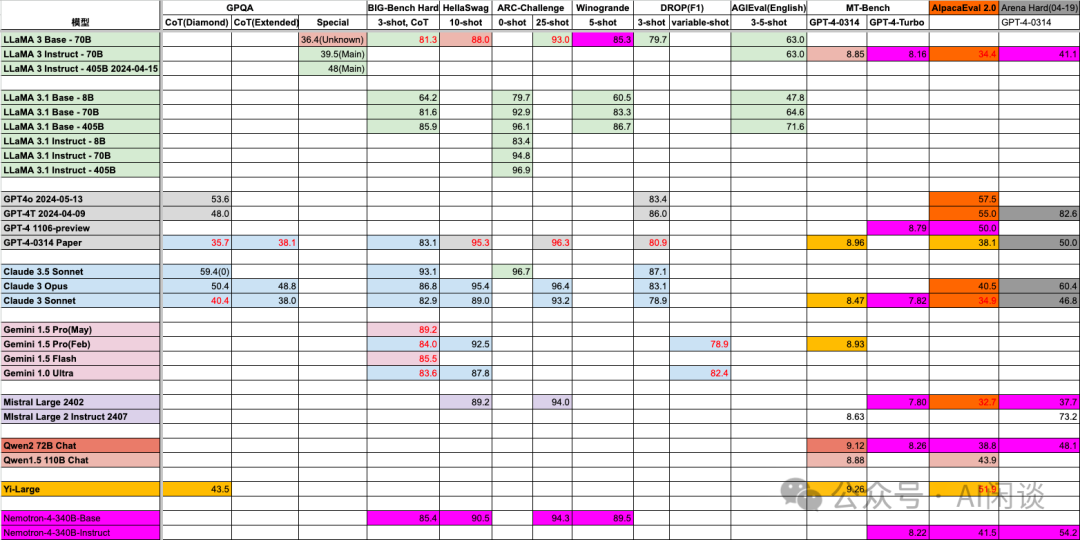 模型 GPQA BIG-Bench Hard HellaSwag ARC-Challenge Winogrande DROP(F1) AGIEval(English) MT-Bench AlpacaEval 2.0 Arena Hard(04-19)
CoT(Diamond) CoT(Extended) Special 3-shot, CoT 10-shot 0-shot 25-shot 5-shot 3-shot variable-shot 3-5-shot GPT-4-0314 GPT-4-Turbo GPT-4-0314
LLaMA 3 Base - 70B 36.4(Unknown) 81.3 88.0 93.0 85.3 79.7 63.0
LLaMA 3 Instruct - 70B 39.5(Main) 63.0 8.85 8.16 34.4 41.1
LLaMA 3 Instruct - 405B 2024-04-15 48(Main)
LLaMA 3.1 Base - 8B 64.2 79.7 60.5 47.8
LLaMA 3.1 Base - 70B 81.6 92.9 83.3 64.6
LLaMA 3.1 Base - 405B 85.9 96.1 86.7 71.6
LLaMA 3.1 Instruct - 8B 83.4
LLaMA 3.1 Instruct - 70B 94.8
LLaMA 3.1 Instruct - 405B 96.9
GPT4o 2024-05-13 53.6 83.4 57.5
GPT-4T 2024-04-09 48.0 86.0 55.0 82.6
GPT-4 1106-preview 8.79 50.0
GPT-4-0314 Paper 35.7 38.1 83.1 95.3 96.3 80.9 8.96 38.1 50.0
Claude 3.5 Sonnet 59.4(0) 93.1 96.7 87.1
Claude 3 Opus 50.4 48.8 86.8 95.4 96.4 83.1 40.5 60.4
Claude 3 Sonnet 40.4 38.0 82.9 89.0 93.2 78.9 8.47 7.82 34.9 46.8
Gemini 1.5 Pro(May) 89.2
Gemini 1.5 Pro(Feb) 84.0 92.5 78.9 8.93
Gemini 1.5 Flash 85.5
Gemini 1.0 Ultra 83.6 87.8 82.4
Mistral Large 2402 89.2 94.0 7.80 32.7 37.7
MIstral Large 2 Instruct 2407 8.63 73.2
Qwen2 72B Chat 9.12 8.26 38.8 48.1
Qwen1.5 110B Chat 8.88 43.9
Yi-Large 43.5 9.26 51.9
公众号 · AI闲谈
Nemotron-4-340B-Base 85.4 90.5 94.3 89.5
Nemotron-4-340B-Instruct 8.22 41.5 54.2